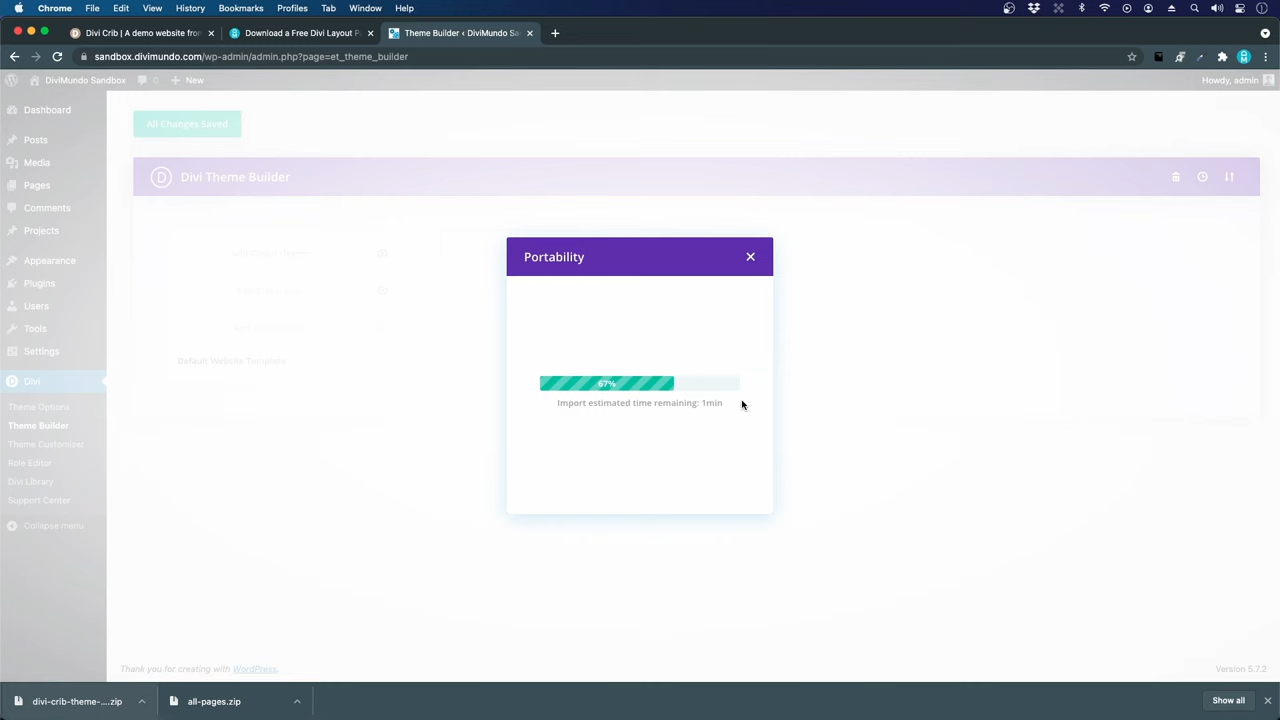 Chrome File Edit View History Bookmarks Profiles Tab Window Help
Divi Crib | A demo website from
Download a Free Divi Layout P
Theme Builder ‹ DiviMundo San
sandbox.divimundo.com/wp-admin/admin.php?page=et_theme_builder
DiviMundo Sandbox 0 New Howdy, admin
Dashboard
Posts
Media
Pages
Comments
Projects
Appearance
Plugins
Users
Tools
Settings
Divi
Theme Options
Theme Builder
Theme Customizer
Role Editor
Divi Library
Support Center
Collapse menu
All Changes Saved
D Divi Theme Builder
Default Website Template
Portability
67%
Import estimated time remaining: 1min
Thank you for creating with WordPress.
Version 5.7.2
divi-crib-theme-....zip
all-pages.zip
Show all